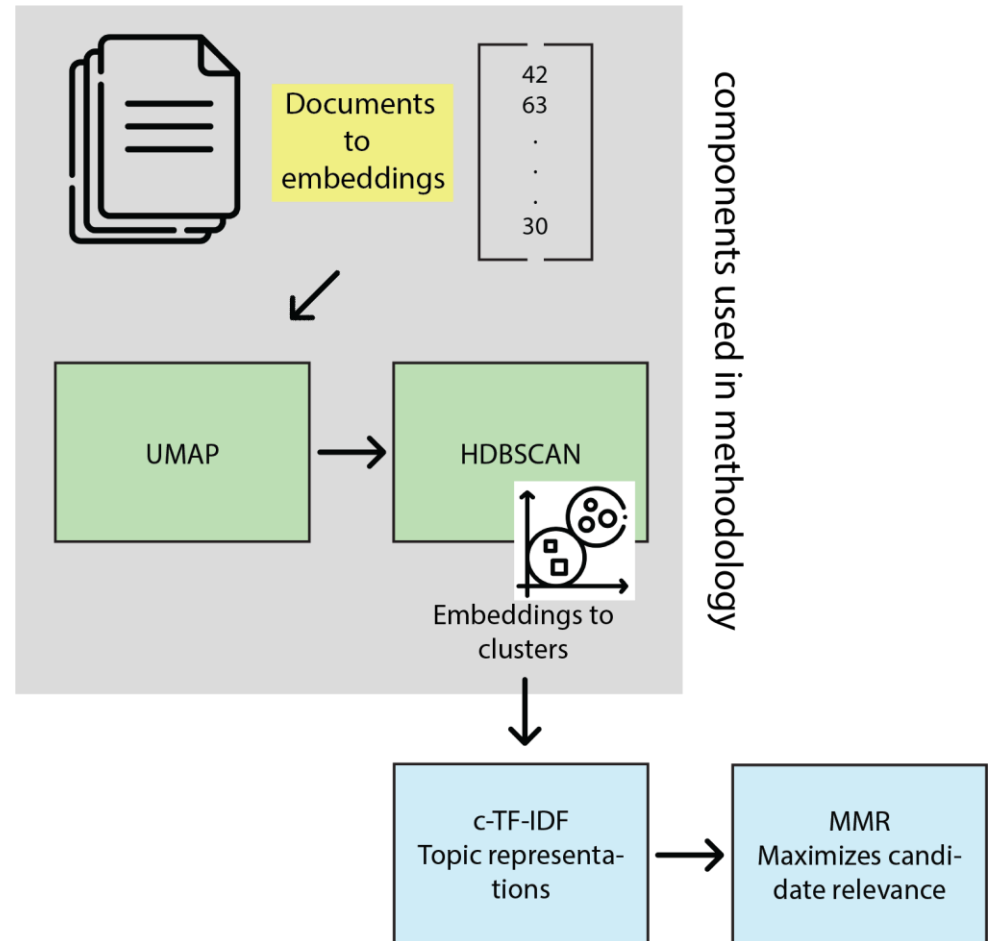 Documents
to
embeddings
42
63
.
.
.
30
components used in methodology
UMAP
HDBSCAN
Embeddings to
clusters
c-TF-IDF
Topic representa-
tions
MMR
Maximizes candi-
date relevance